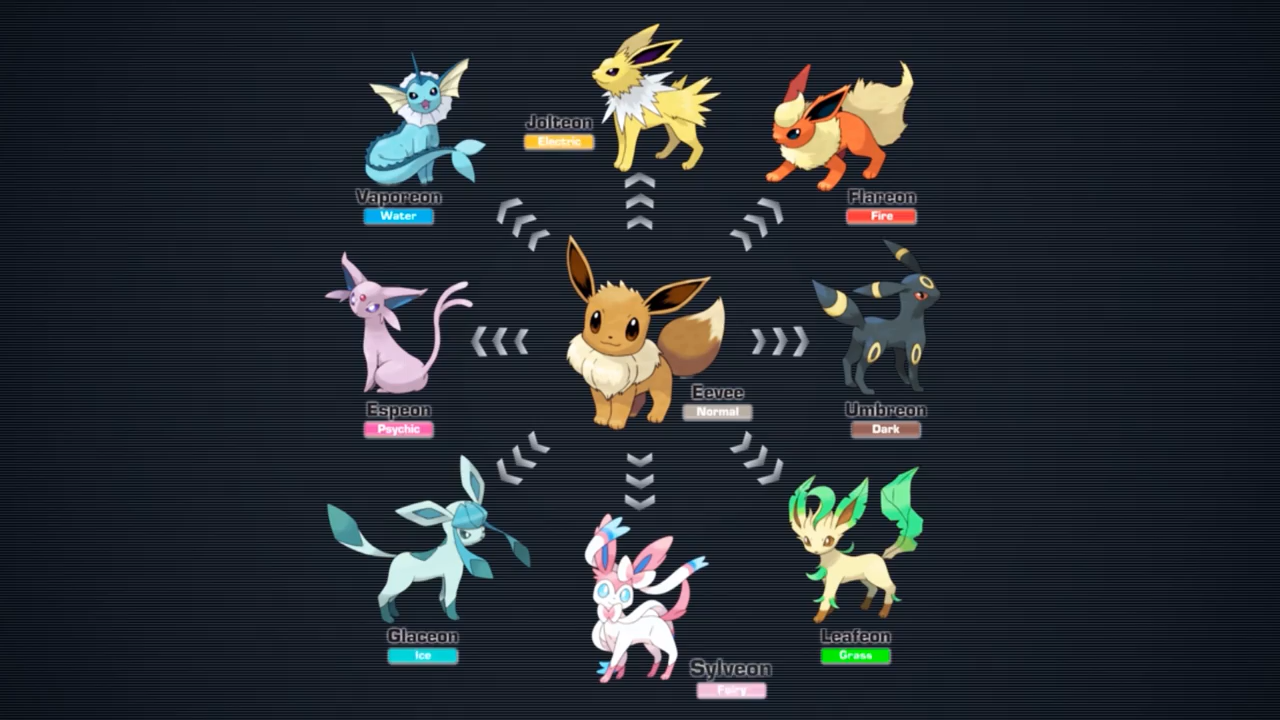 Jolteon
Electric
Vaporeon
Water
Flareon
Fire
Eevee
Normal
Espeon
Psychic
Umbreon
Dark
Glaceon
Ice
Leafeon
Grass
Sylveon
Fairy